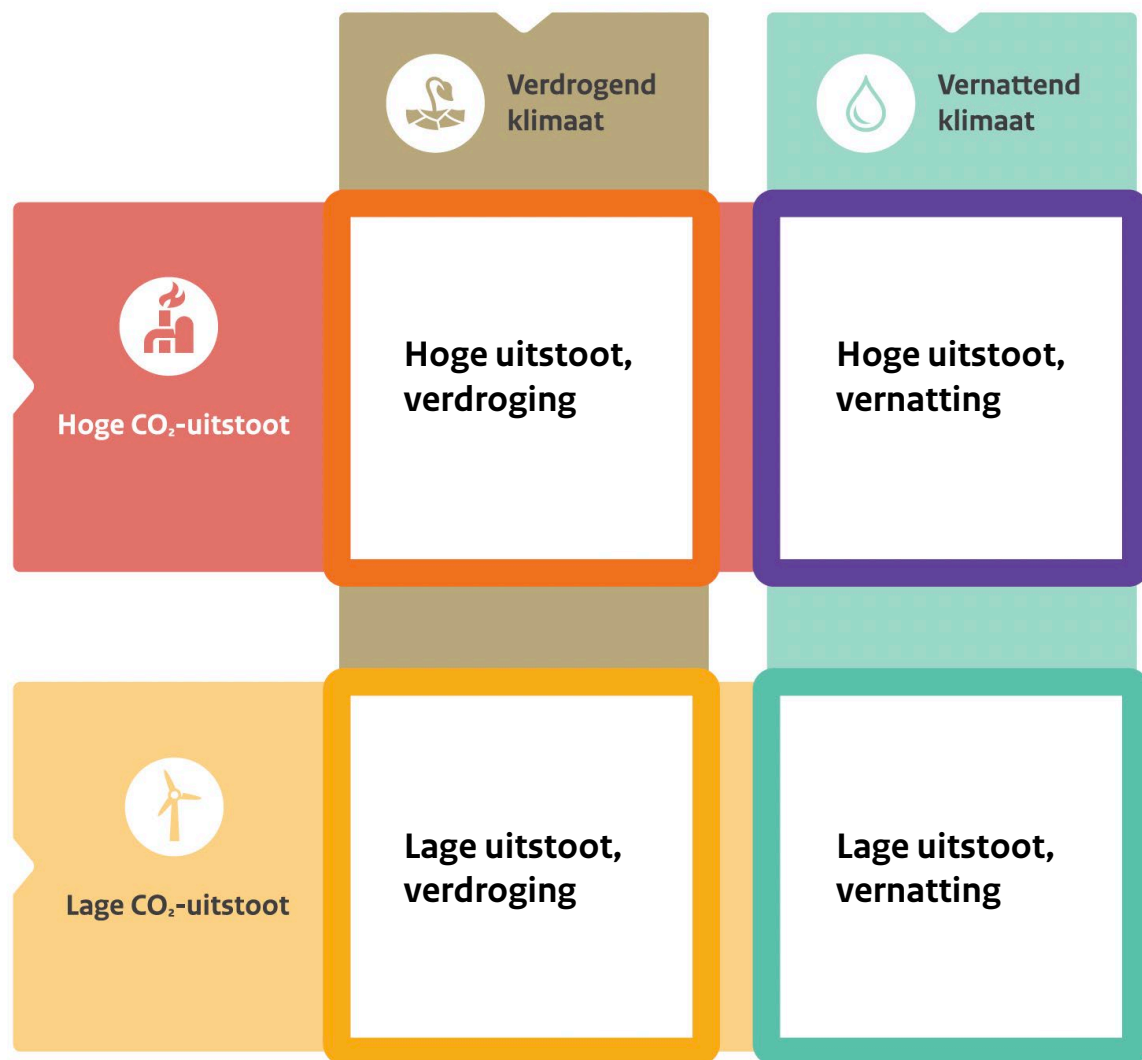 Verdrogend
klimaat
Vernattend
klimaat
Hoge CO₂-uitstoot
Hoge uitstoot,
verdroging
Hoge uitstoot,
vernatting
Lage CO₂-uitstoot
Lage uitstoot,
verdroging
Lage uitstoot,
vernatting